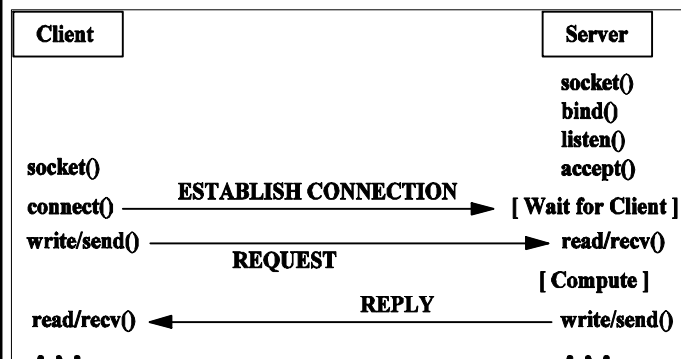 Client Server
socket()
bind()
listen()
socket() accept()
ESTABLISH CONNECTION
connect() [ Wait for Client ]
write/send() read/recv()
REQUEST
[ Compute ]
REPLY
read/recv() write/send()
. . . . . .